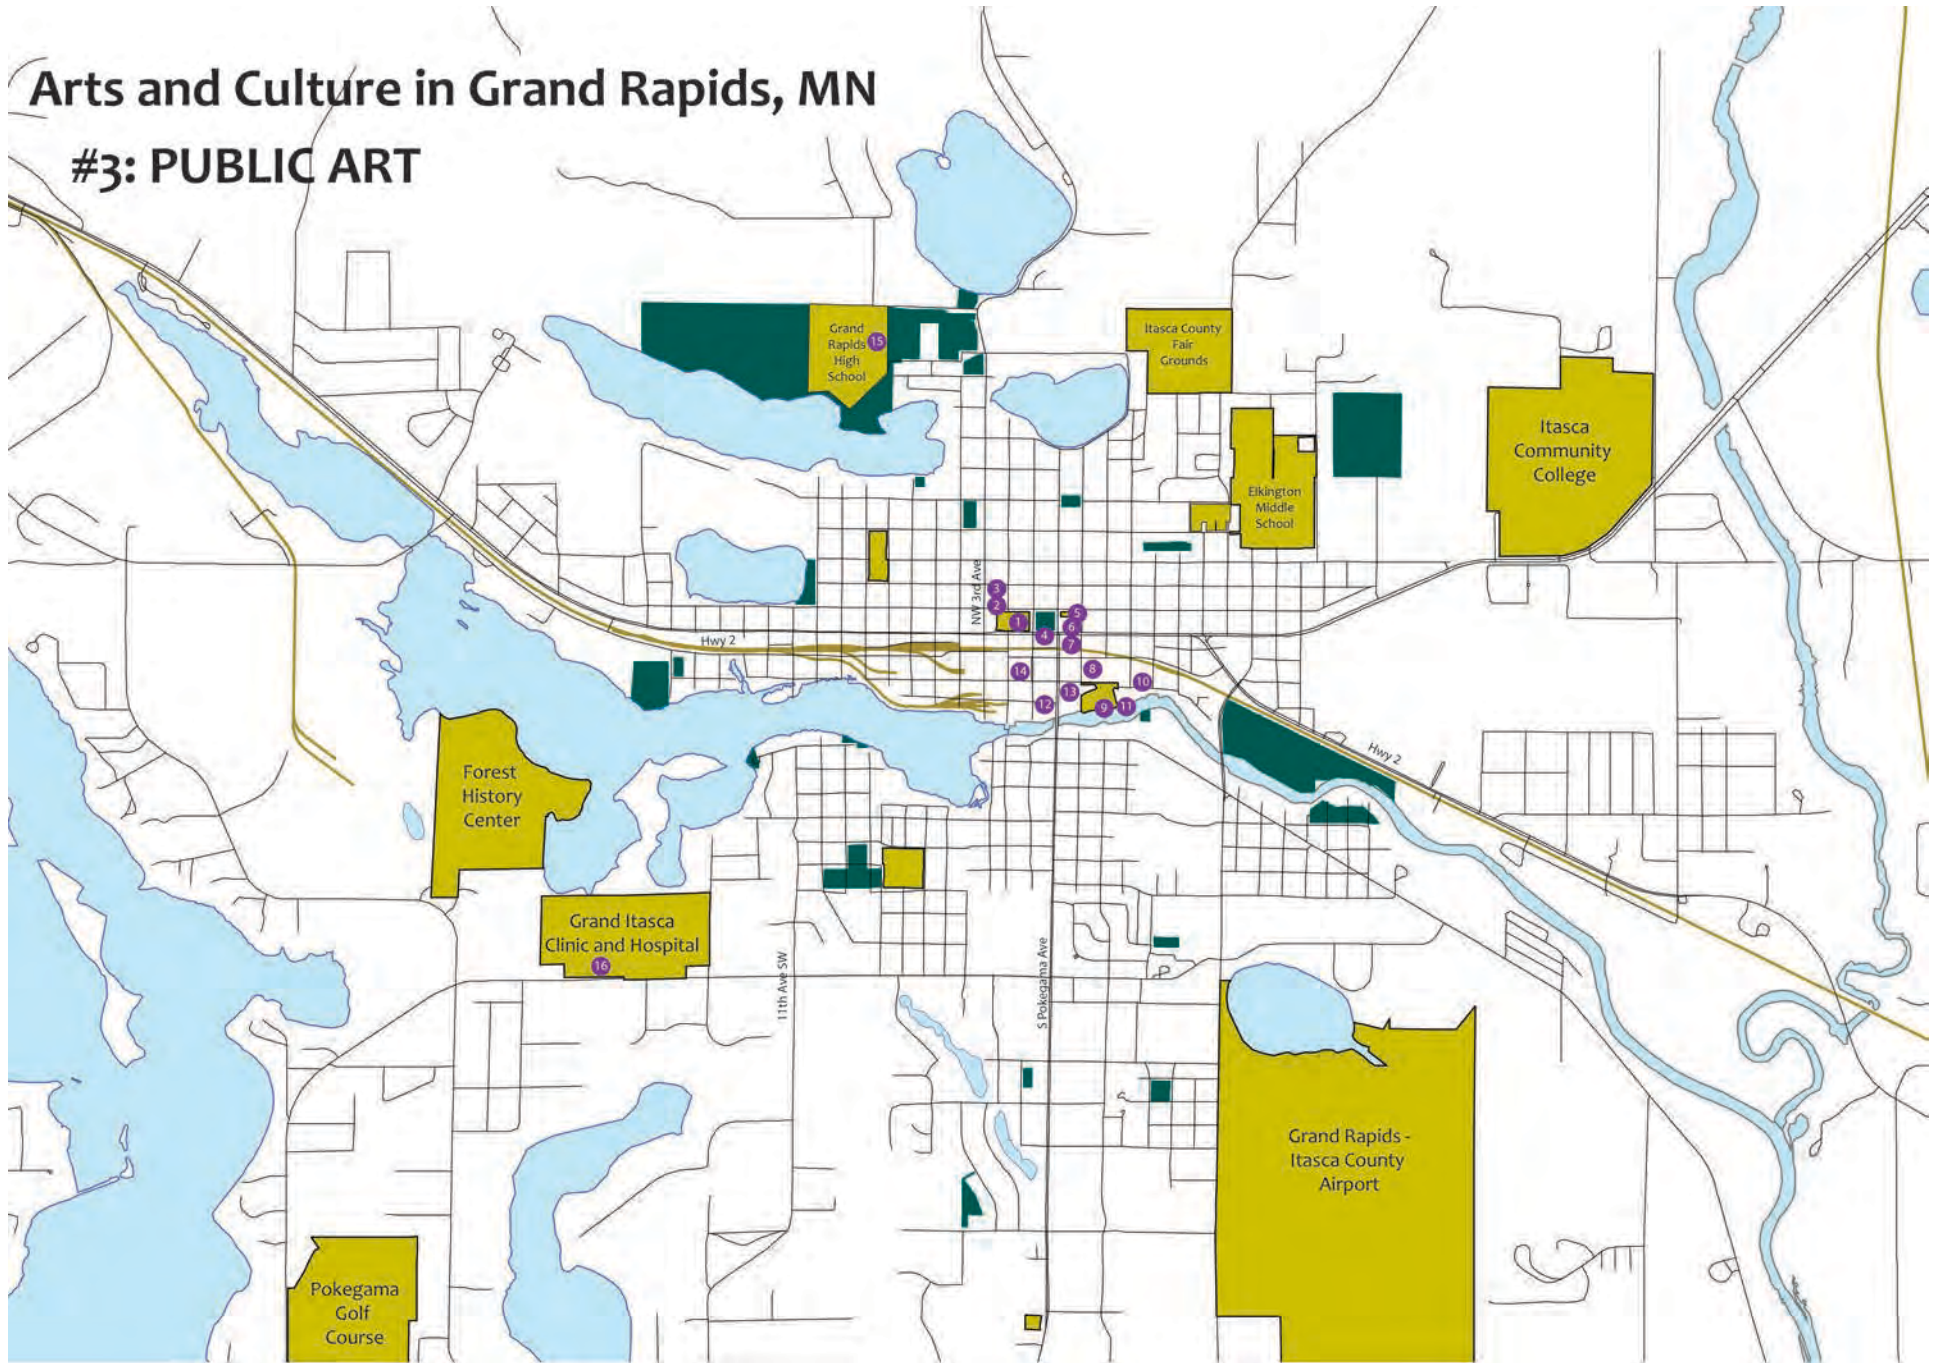 Arts and Culture in Grand Rapids, MN
#3: PUBLIC ART
Grand
Rapids
High
School
15
Itasca County
Fair
Grounds
Itasca
Community
College
Elkington
Middle
School
NW 3rd Ave
3
2
1
4
5
6
7
Hwy 2
14
8
10
13
12
9
11
Hwy 2
Forest
History
Center
Grand Itasca
Clinic and Hospital
16
11th Ave SW
S Pokegama Ave
Grand Rapids -
Itasca County
Airport
Pokegama
Golf
Course